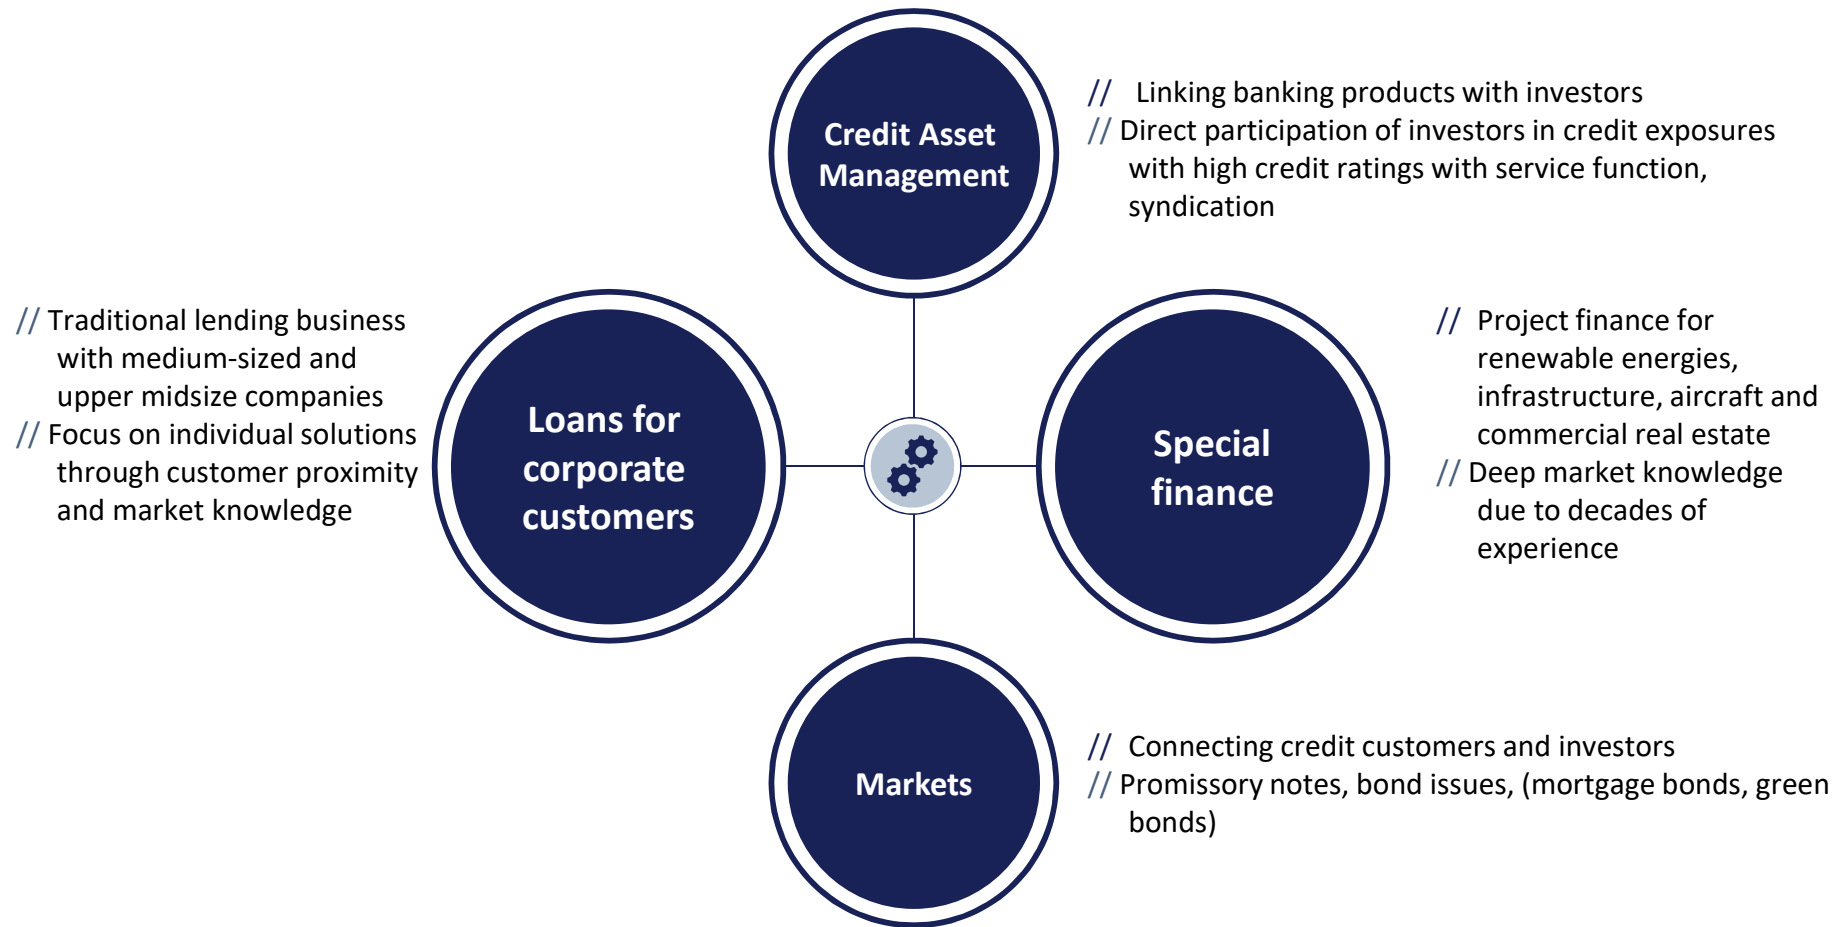 Credit Asset
Management
// Linking banking products with investors
// Direct participation of investors in credit exposures
with high credit ratings with service function,
syndication
// Traditional lending business
with medium-sized and
upper midsize companies
// Focus on individual solutions
through customer proximity
and market knowledge
Loans for
corporate
customers
Special
finance
// Project finance for
renewable energies,
infrastructure, aircraft and
commercial real estate
// Deep market knowledge
due to decades of
experience
Markets
// Connecting credit customers and investors
// Promissory notes, bond issues, (mortgage bonds, green
bonds)